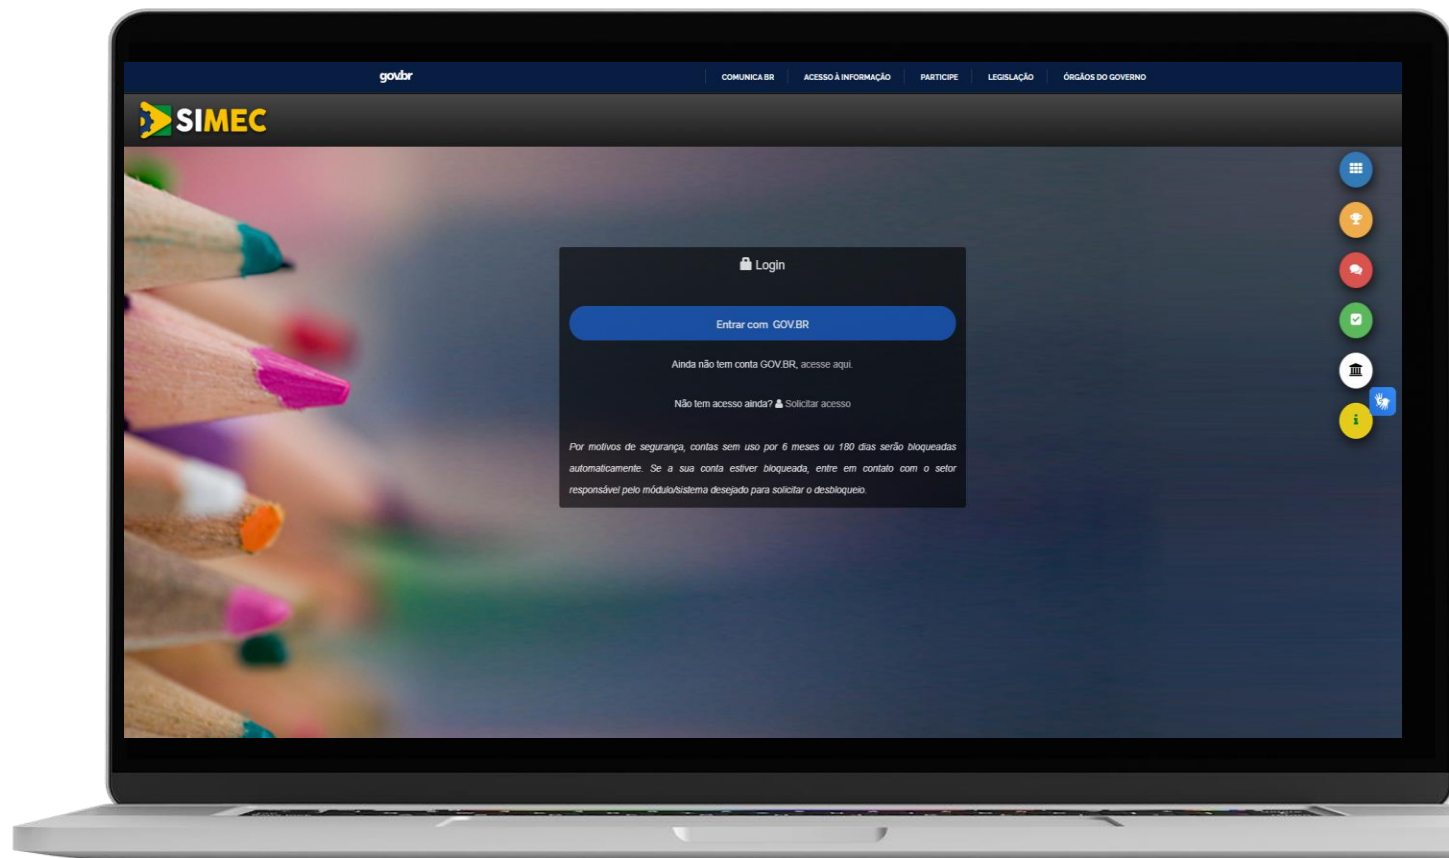 gov.br
COMUNICA BR ACESSO À INFORMAÇÃO PARTICIPE LEGISLAÇÃO ÓRGÃOS DO GOVERNO
SIMEC
Login
Entrar com GOV.BR
Ainda não tem conta GOV.BR, acesse aqui.
Não tem acesso ainda? Solicitar acesso
Por motivos de segurança, contas sem uso por 6 meses ou 180 dias serão bloqueadas
automaticamente. Se a sua conta estiver bloqueada, entre em contato com o setor
responsável pelo módulo/sistema desejado para solicitar o desbloqueio.